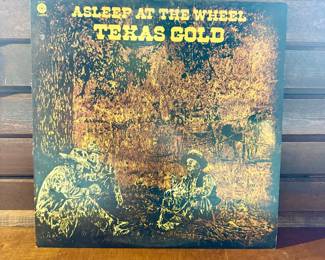 ASLEEP AT THE WHEEL
TEXAS GOLD